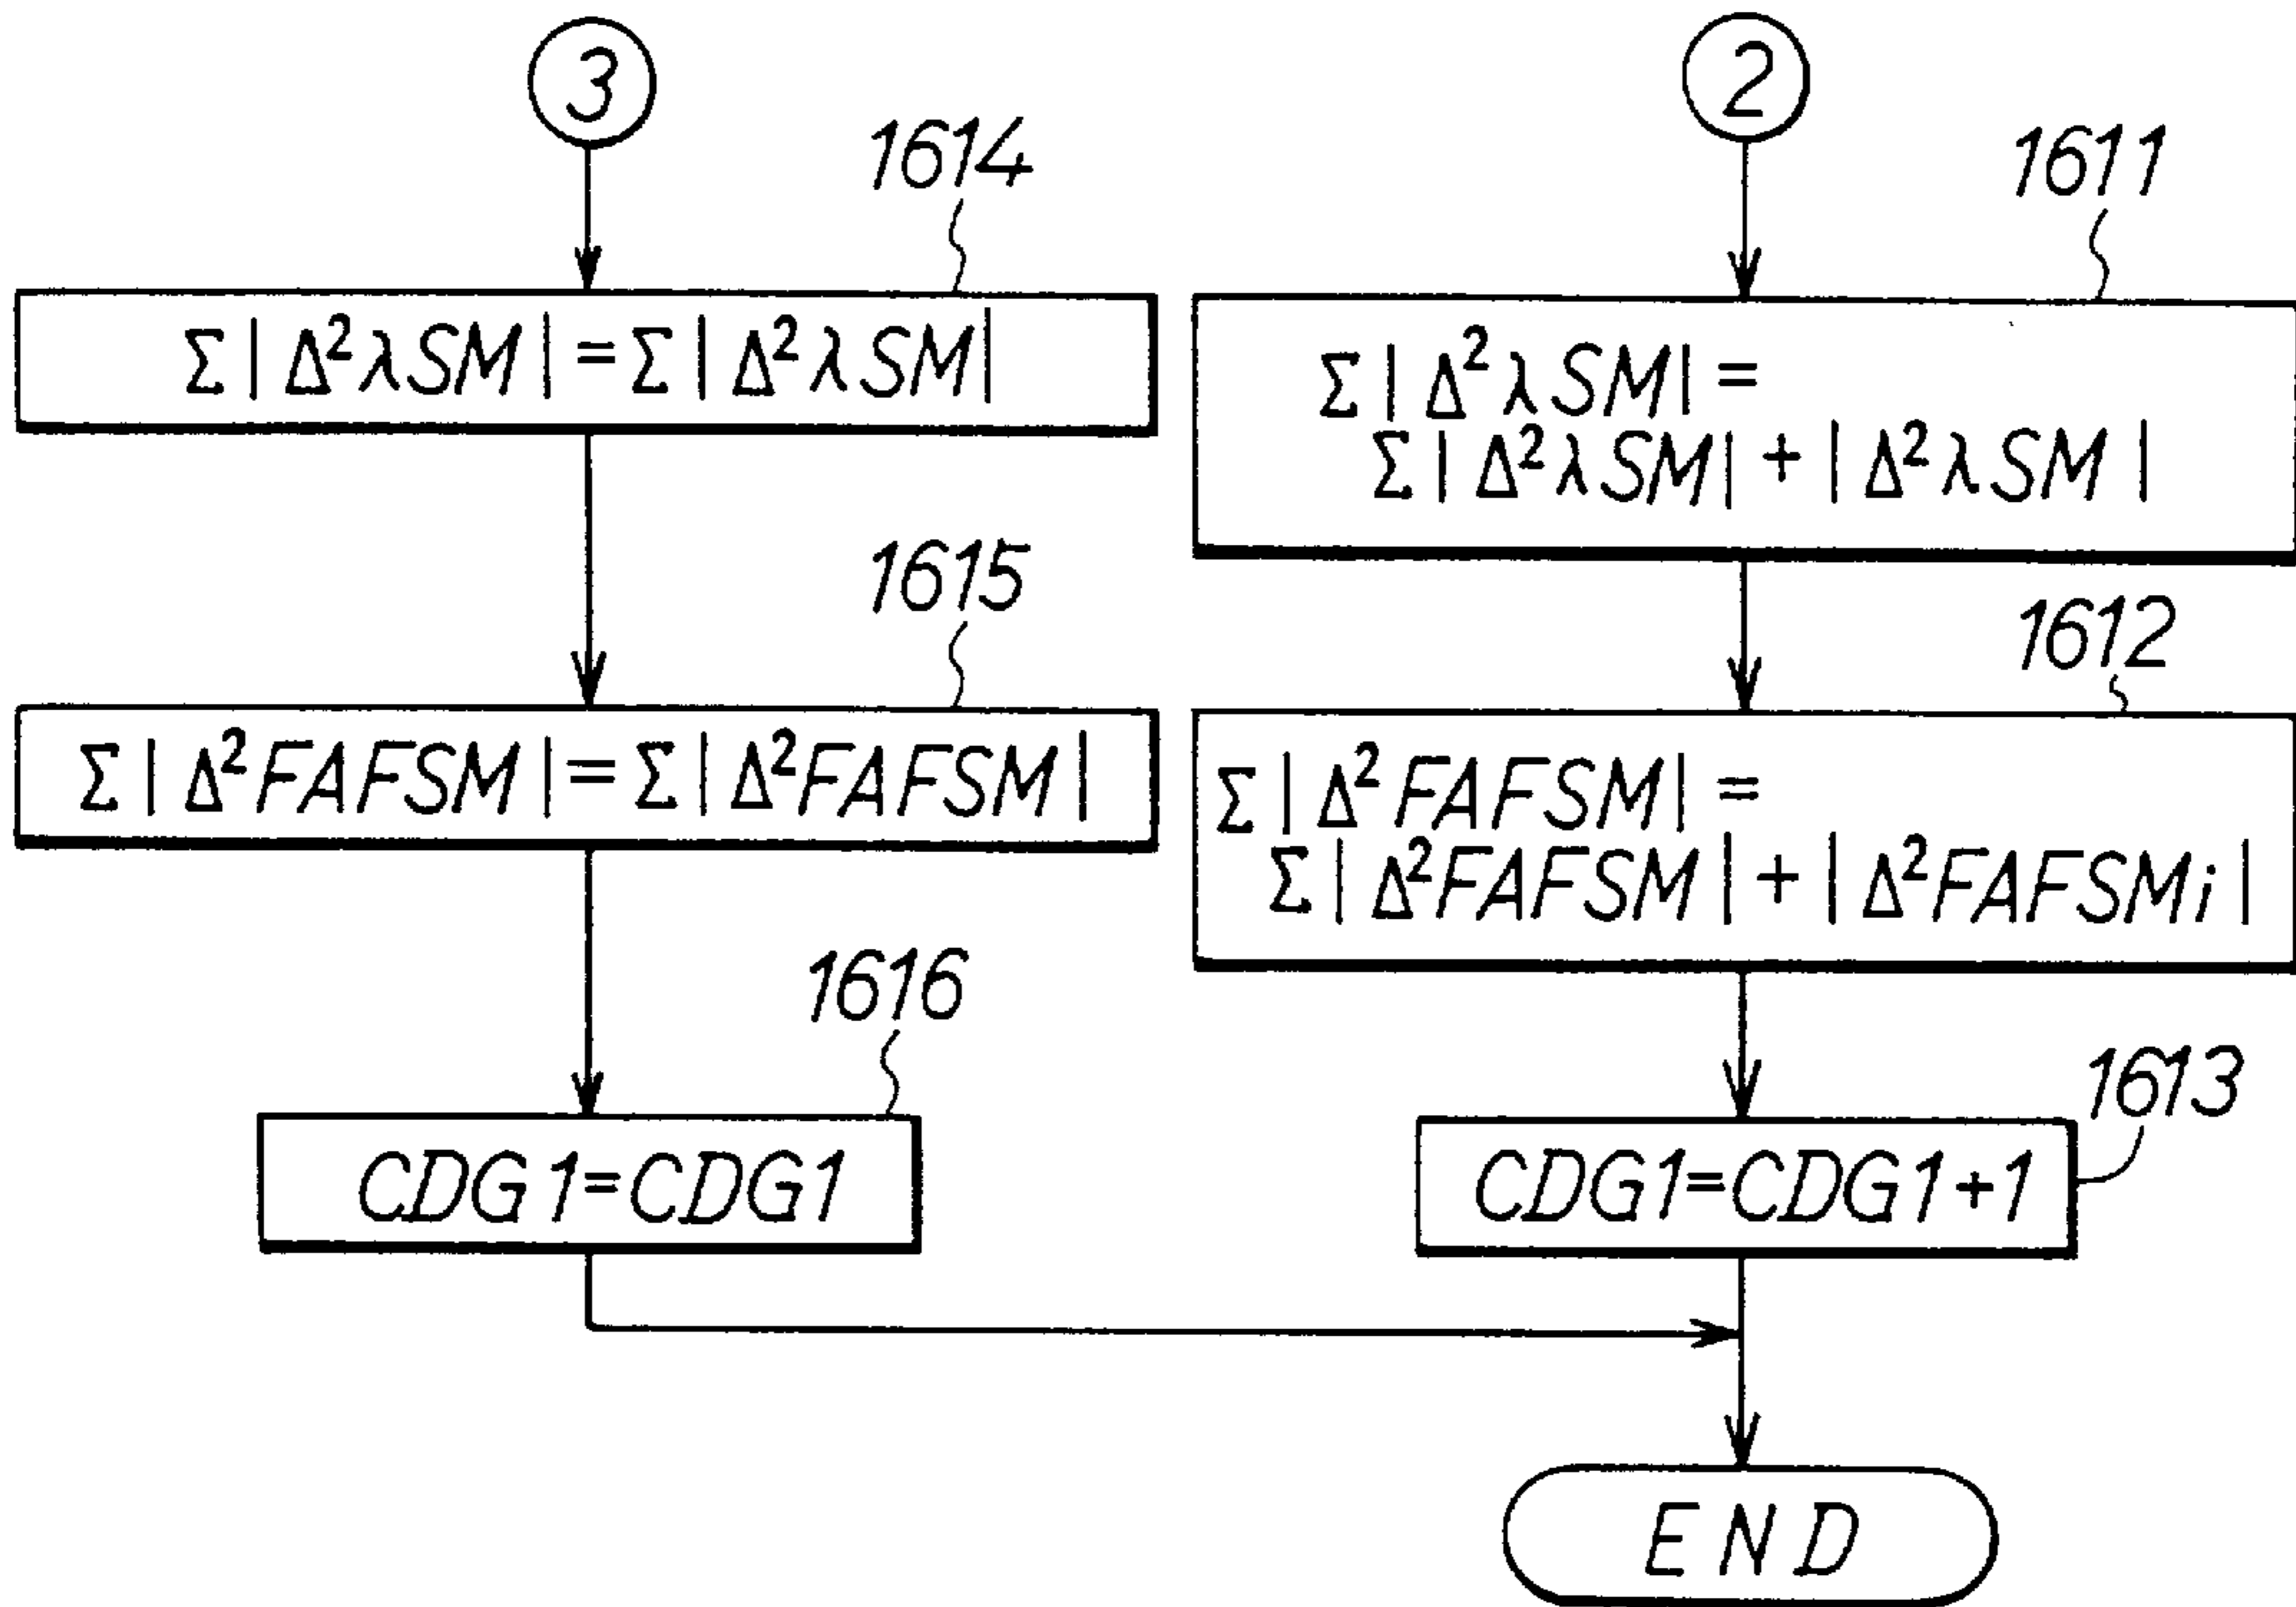 3
1614
Σ|Δ²λSM|=Σ|Δ²λSM|
1615
Σ|Δ²FAFSM|=Σ|Δ²FAFSM|
1616
CDG1=CDG1
2
1611
Σ|Δ²λSM|=
Σ|Δ²λSM|+|Δ²λSM|
1612
Σ|Δ²FAFSM|=
Σ|Δ²FAFSM|+|Δ²FAFSMi|
1613
CDG1=CDG1+1
END